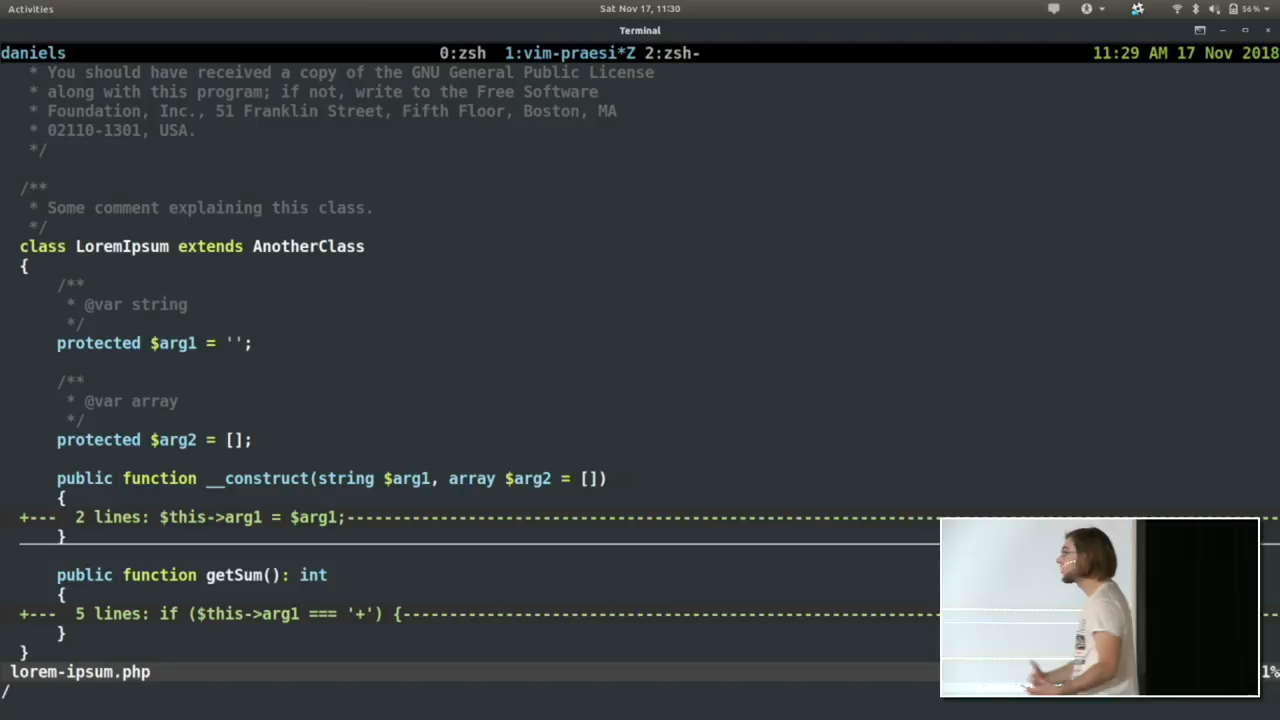 Activities
Sat Nov 17, 11:30
56%
Terminal
daniels 0:zsh 1:vim-praesi*Z 2:zsh- 11:29 AM 17 Nov 2018
* You should have received a copy of the GNU General Public License
* along with this program; if not, write to the Free Software
* Foundation, Inc., 51 Franklin Street, Fifth Floor, Boston, MA
* 02110-1301, USA.
*/
/**
* Some comment explaining this class.
*/
class LoremIpsum extends AnotherClass
{
/**
* @var string
*/
protected $arg1 = '';
/**
* @var array
*/
protected $arg2 = [];
public function __construct(string $arg1, array $arg2 = [])
{
+--- 2 lines: $this->arg1 = $arg1;--------------------------------------------------------------------
}
public function getSum(): int
{
+--- 5 lines: if ($this->arg1 === '+') {--------------------------------------------------------------
}
}
lorem-ipsum.php 1%
/